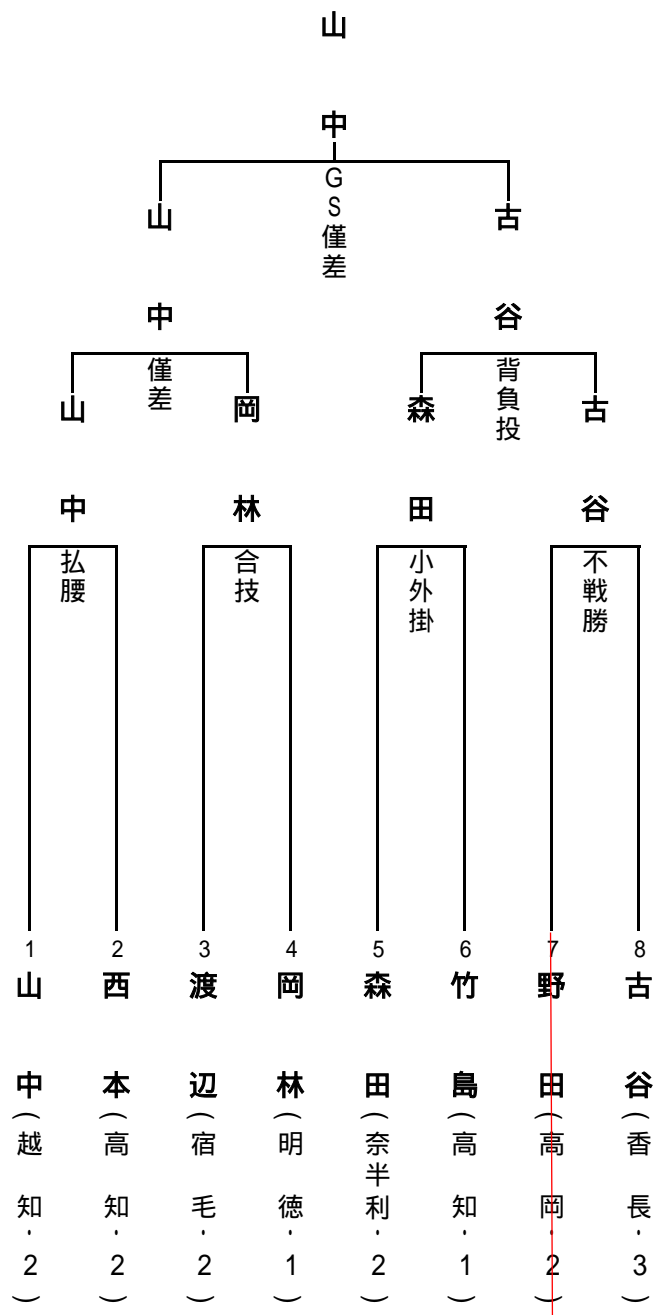 山中
GS僅差
山中
古谷
僅差
背負投
山中
岡林
森田
古谷
払腰
合技
小外掛
不戦勝
1
2
3
4
5
6
7
8
山中(越知・2)
西本(高知・2)
渡辺(宿毛・2)
岡林(明徳・1)
森田(奈半利・2)
竹島(高知・1)
野田(高岡・2)
古谷(香長・3)